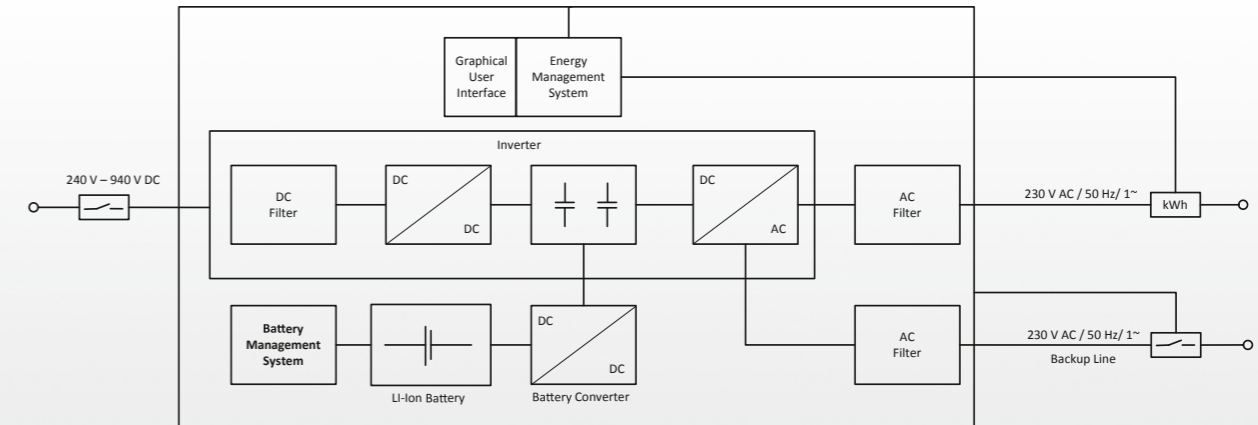 Graphical
User
Interface
Energy
Management
System
Inverter
240 V – 940 V DC
DC
Filter
DC
DC
DC
AC
AC
Filter
230 V AC / 50 Hz/ 1~
kWh
Battery
Management
System
LI-Ion Battery
DC
DC
Battery Converter
AC
Filter
230 V AC / 50 Hz/ 1~
Backup Line